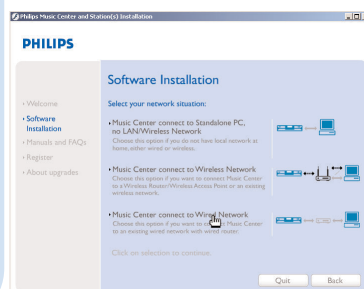 Philips Music Center and Station(s) Installation
PHILIPS
Software Installation
Select your network situation:
› Welcome
› Software
Installation
› Manuals and FAQs
› Register
› About upgrades
› Music Center connect to Standalone PC,
no LAN/Wireless Network
Choose this option if you do not have local network at
home,either wired or wireless.
› Music Center connect to Wireless Network
Choose this option if you want to connect Music Center
to a Wireless Router/Wireless Access Point or an existing
wireless network.
› Music Center connect to Wired Network
Choose this option if you want to Music Center
to an existing wired network with wired router.
Click on selection to continue.
Quit
Back